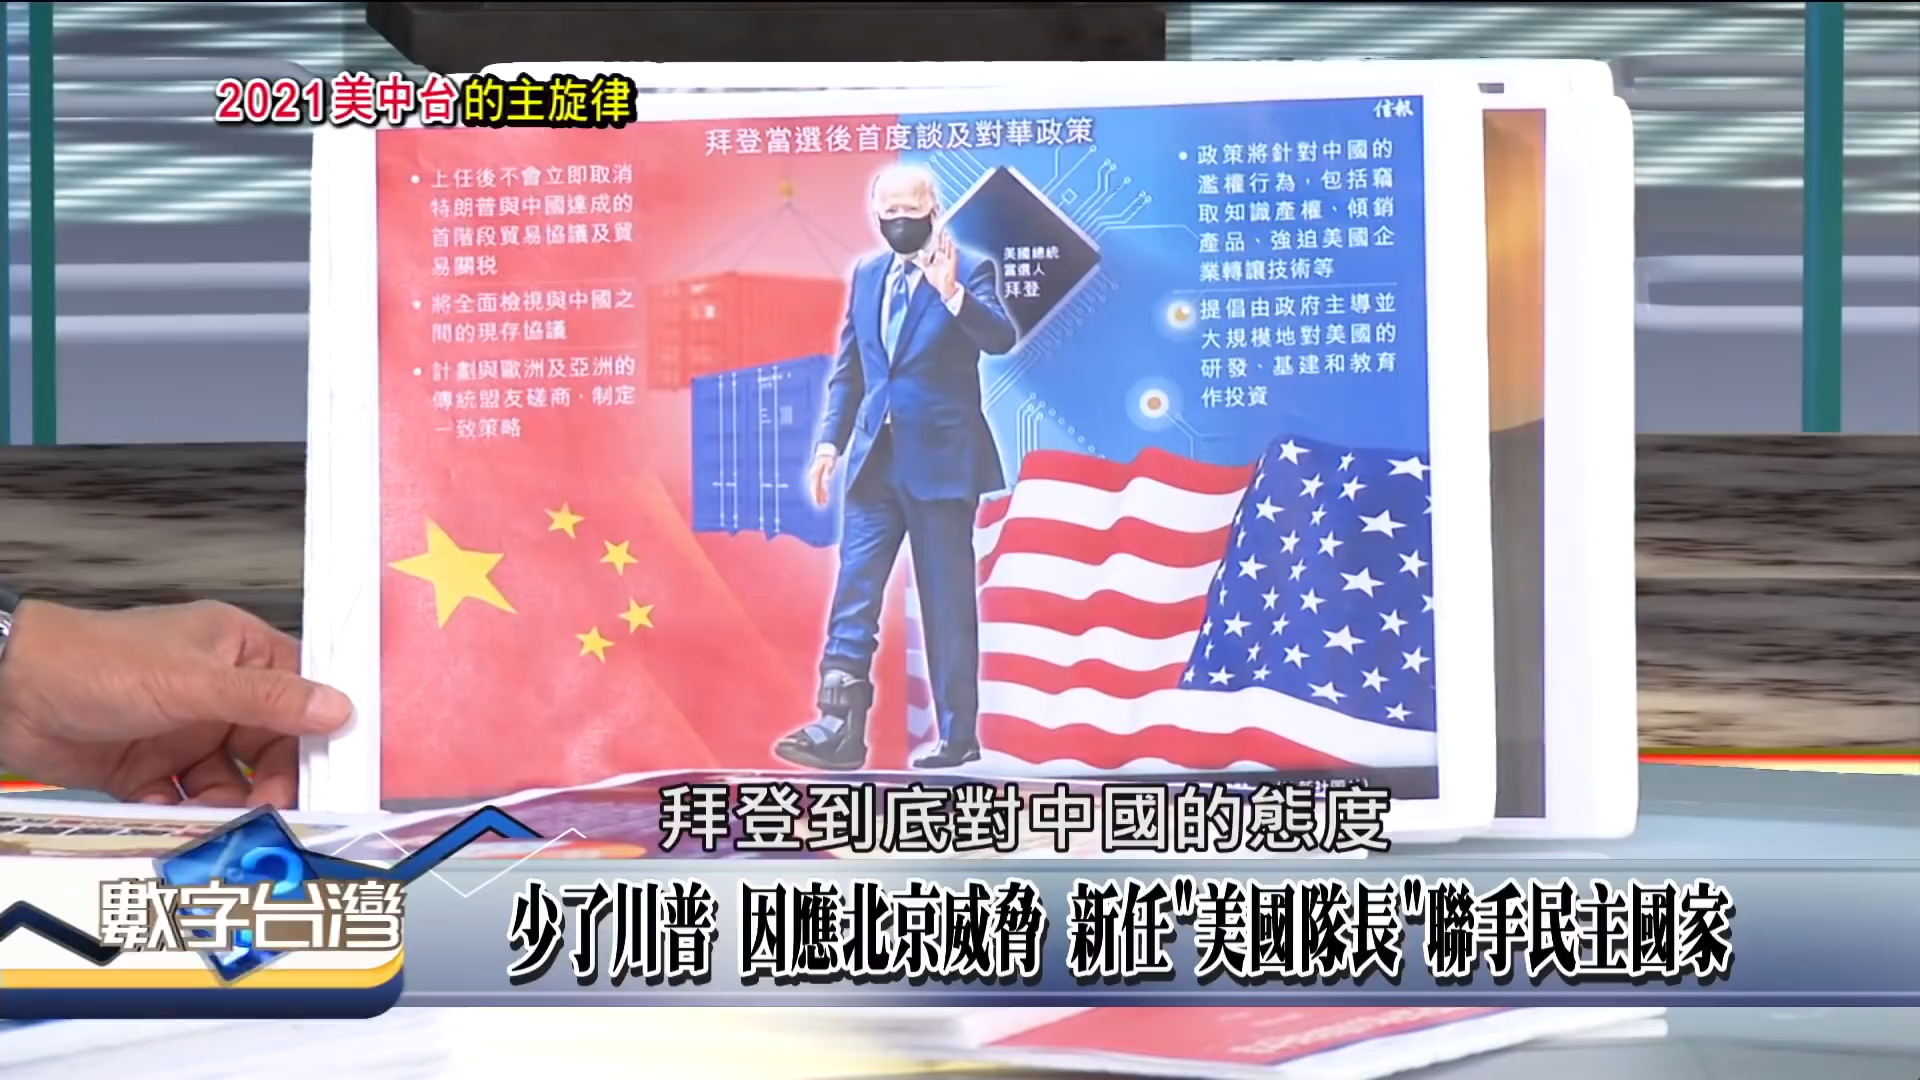 2021美中台的主旋律
信報
拜登當選後首度談及對華政策
• 上任後不會立即取消
特朗普與中國達成的
首階段貿易協議及貿
易關稅
• 將全面檢視與中國之
間的現存協議
• 計劃與歐洲及亞洲的
傳統盟友磋商，制定
一致策略
美國總統
當選人
拜登
• 政策將針對中國的
濫權行為，包括竊
取知識產權、傾銷
產品、強迫美國企
業轉讓技術等
• 提倡由政府主導並
大規模地對美國的
研發、基建和教育
作投資
拜登到底對中國的態度
數字台灣
少了川普 因應北京威脅 新任"美國隊長"聯手民主國家